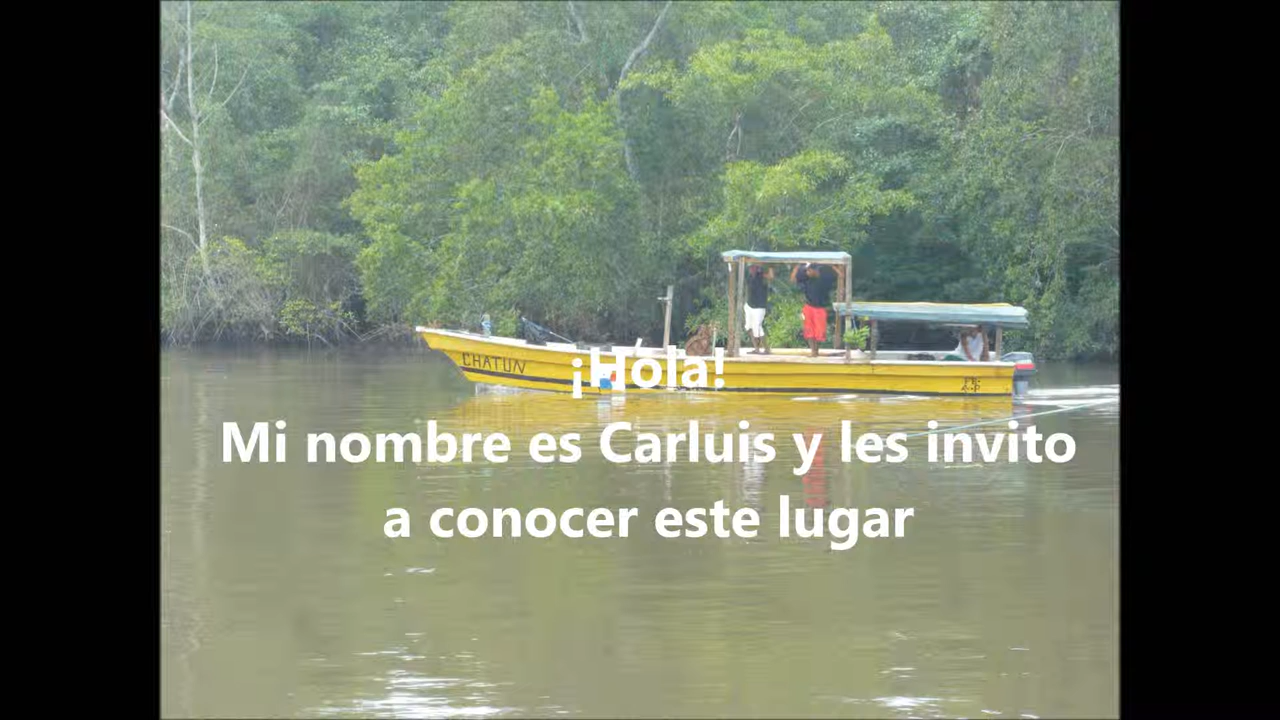 CHATUN
¡Hola!
Mi nombre es Carluis y les invito
a conocer este lugar